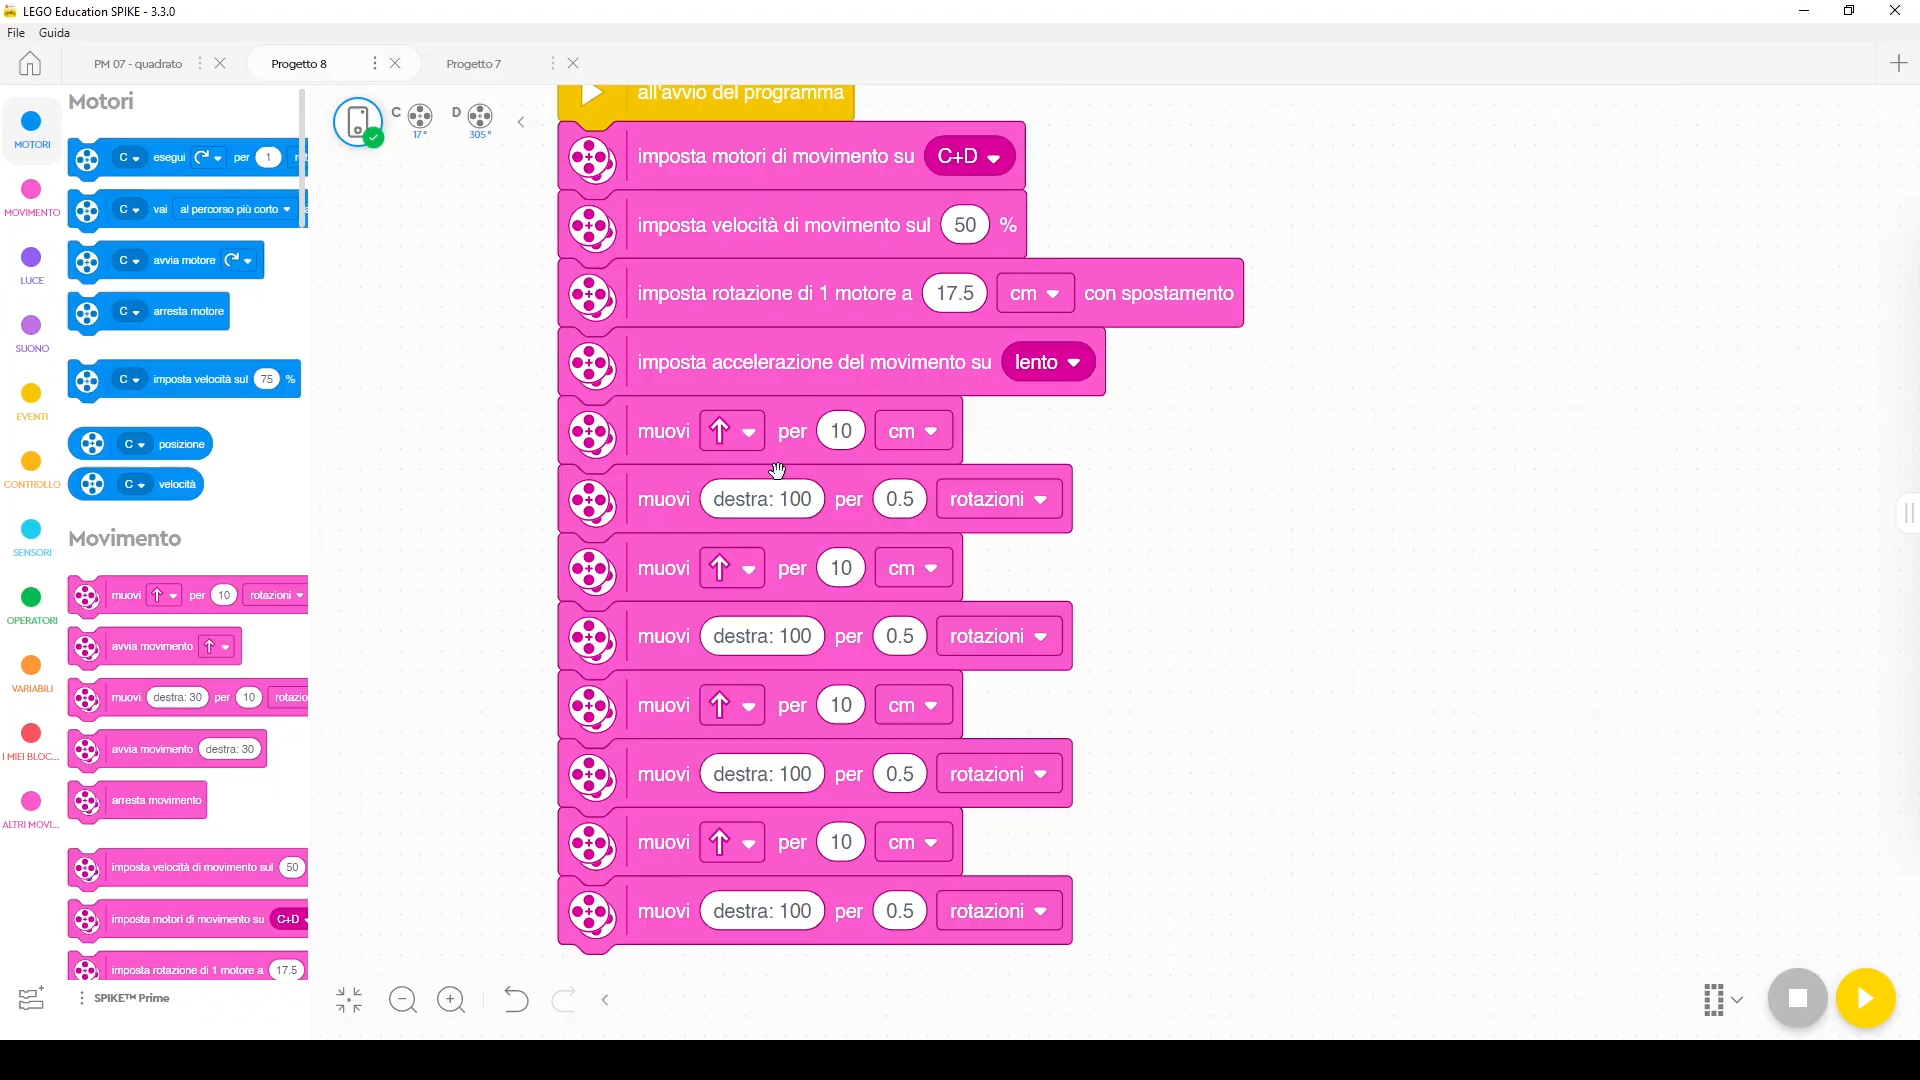 LEGO Education SPIKE - 3.3.0
File Guida
PM 07 - quadrato
Progetto 8
Progetto 7
MOTORI
MOVIMENTO
LUCE
SUONO
EVENTI
CONTROLLO
SENSORI
OPERATORI
VARIABILI
I MIEI BLOC...
ALTRI MOVI...
Motori
C esegui per 1
C vai al percorso più corto
C avvia motore
C arresta motore
C imposta velocità sul 75 %
C posizione
C velocità
Movimento
muovi per 10 rotazioni
avvia movimento
muovi destra: 30 per 10 rotazio
avvia movimento destra: 30
arresta movimento
imposta velocità di movimento sul 50
imposta motori di movimento su C+D
imposta rotazione di 1 motore a 17.5
SPIKE™ Prime
C 17°
D 305°
all'avvio del programma
imposta motori di movimento su C+D
imposta velocità di movimento sul 50 %
imposta rotazione di 1 motore a 17.5 cm con spostamento
imposta accelerazione del movimento su lento
muovi per 10 cm
muovi destra: 100 per 0.5 rotazioni
muovi per 10 cm
muovi destra: 100 per 0.5 rotazioni
muovi per 10 cm
muovi destra: 100 per 0.5 rotazioni
muovi per 10 cm
muovi destra: 100 per 0.5 rotazioni